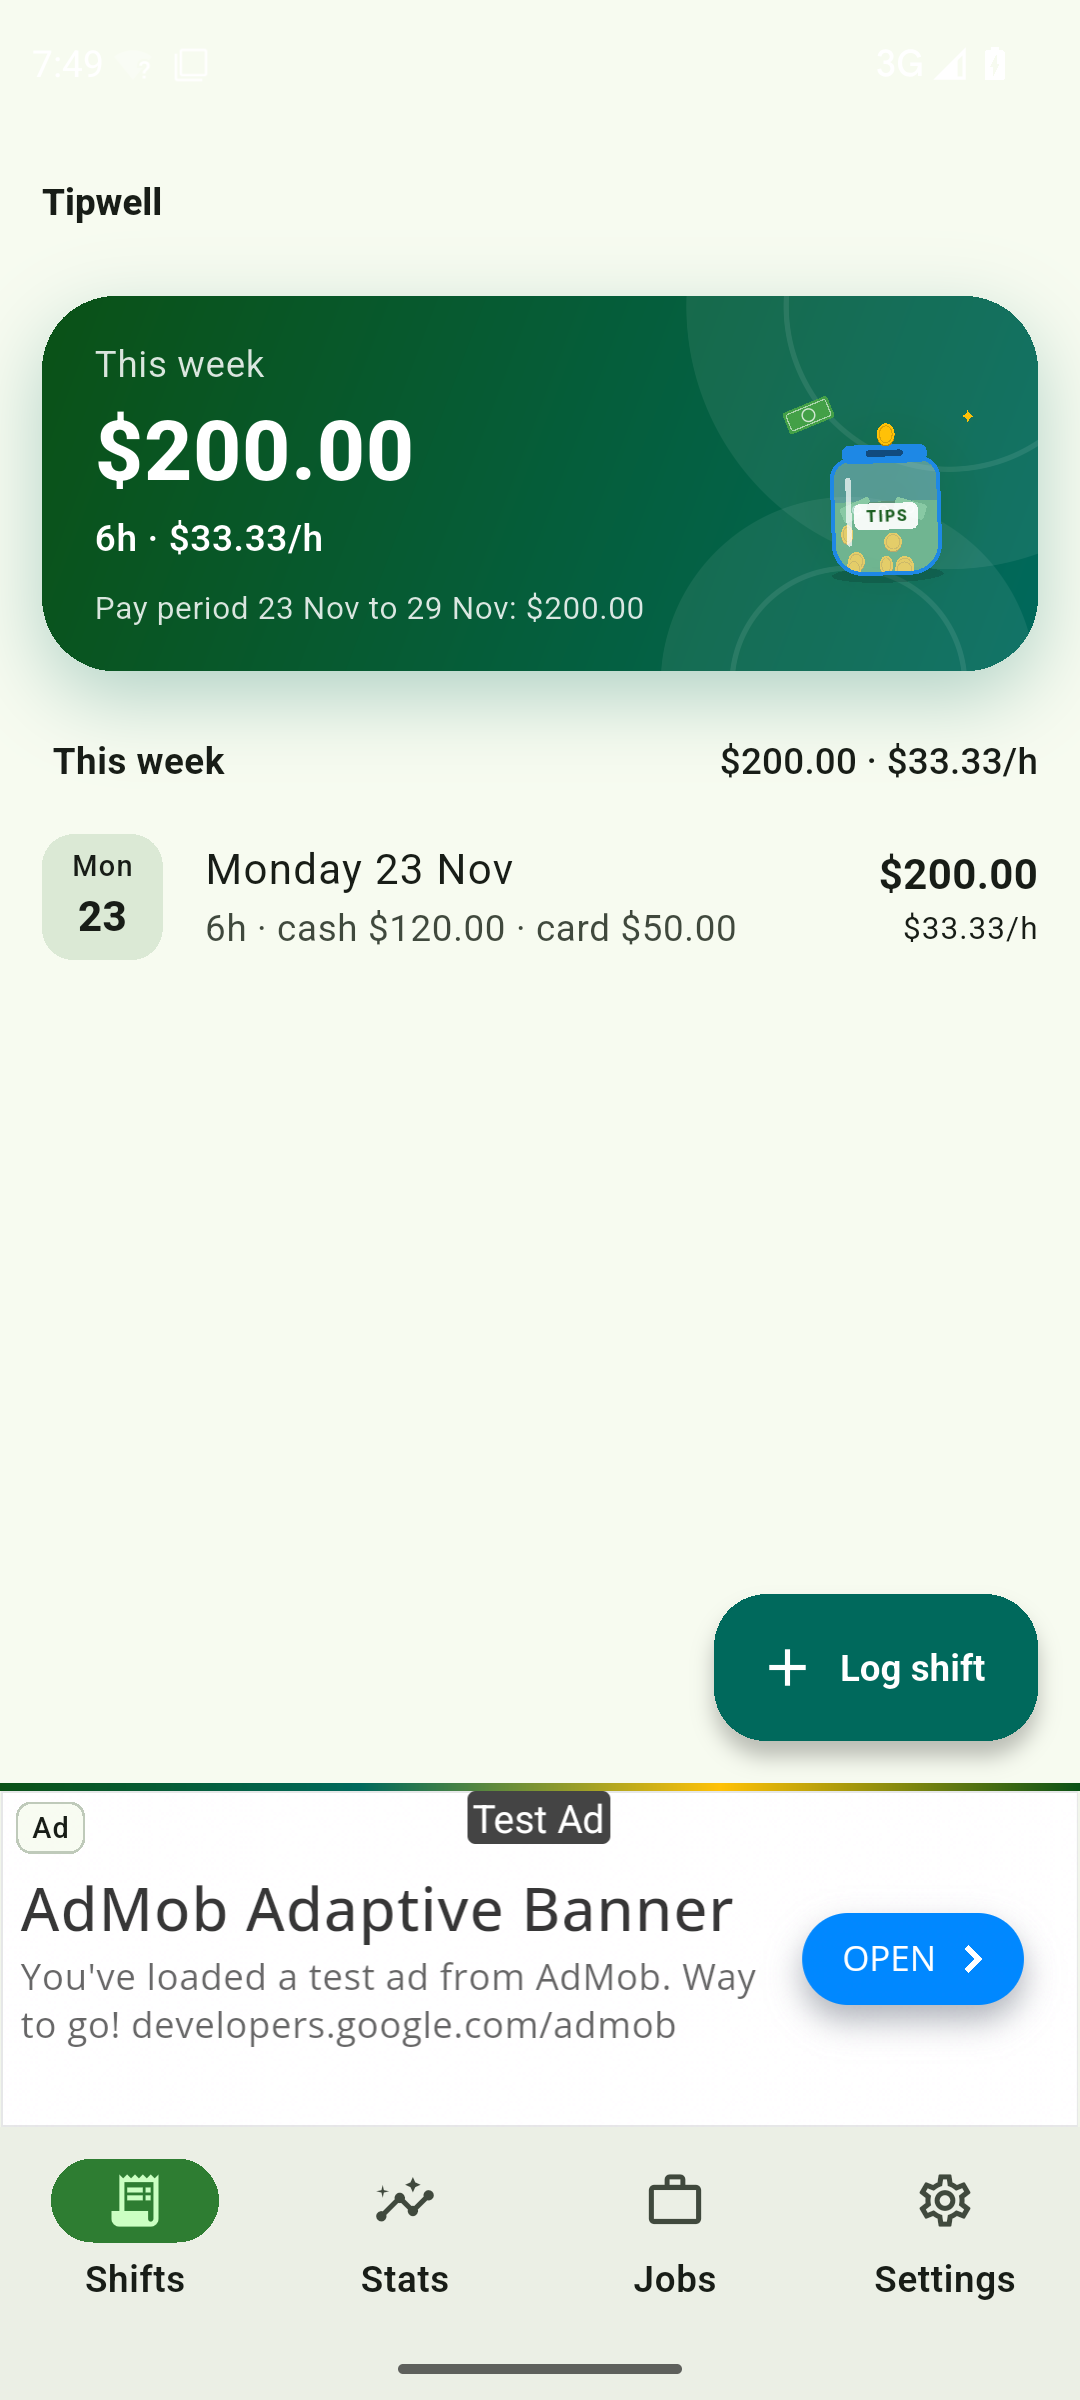 7:49
3G
Tipwell
This week
$200.00
6h · $33.33/h
Pay period 23 Nov to 29 Nov: $200.00
TIPS
This week
$200.00 · $33.33/h
Mon
23
Monday 23 Nov
6h · cash $120.00 · card $50.00
$200.00
$33.33/h
Log shift
Ad
Test Ad
AdMob Adaptive Banner
You've loaded a test ad from AdMob. Way
to go! developers.google.com/admob
OPEN
Shifts
Stats
Jobs
Settings